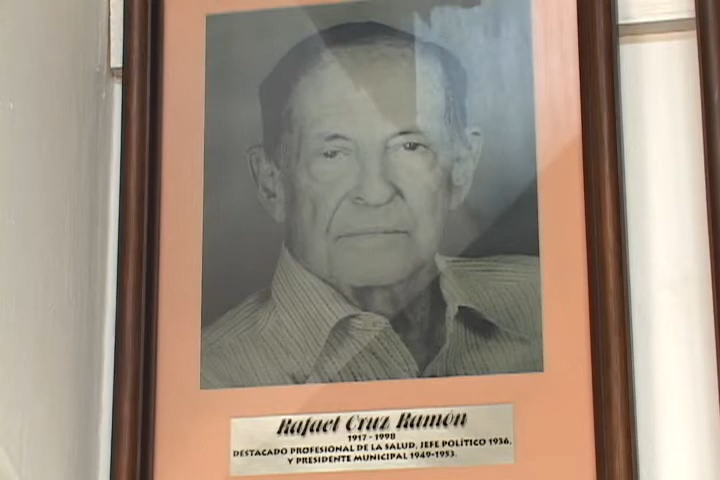 Rafael Cruz Ramón
1917 - 1998
DESTACADO PROFESIONAL DE LA SALUD, JEFE POLÍTICO 1936,
Y PRESIDENTE MUNICIPAL 1949-1953.